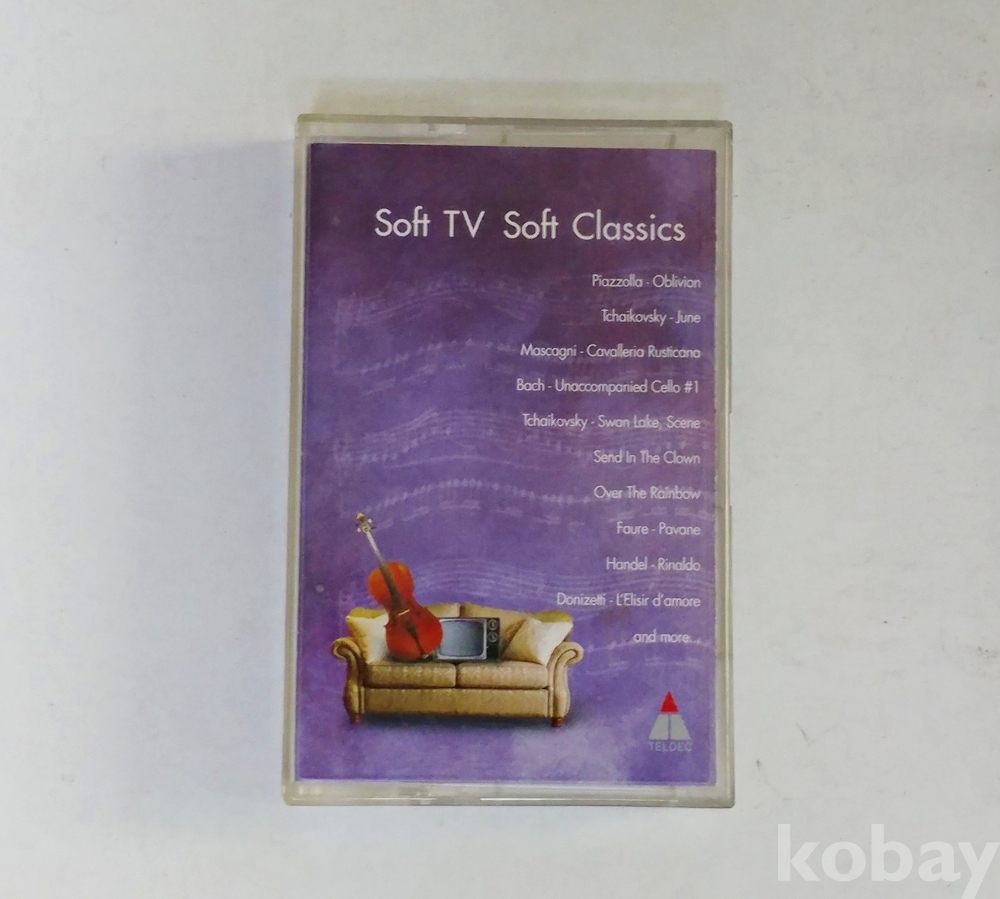 Soft TV Soft Classics
Piazzolla - Oblivion
Tchaikovsky - June
Mascagni - Cavalleria Rusticana
Bach - Unaccompanied Cello #1
Tchaikovsky - Swan Lake, Scene
Send In The Clown
Over The Rainbow
Faure - Pavane
Handel - Rinaldo
Donizetti - L'Elisir d'amore
and more...
TELDEC
kobay